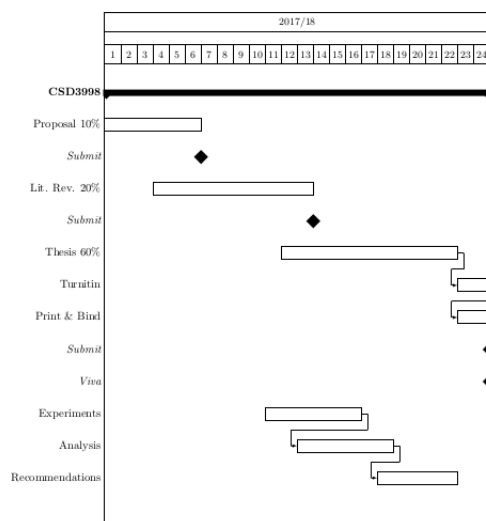 2017/18
1 2 3 4 5 6 7 8 9 10 11 12 13 14 15 16 17 18 19 20 21 22 23 24
CSD3998
Proposal 10%
Submit
Lit. Rev. 20%
Submit
Thesis 60%
Turnitin
Print & Bind
Submit
Viva
Experiments
Analysis
Recommendations